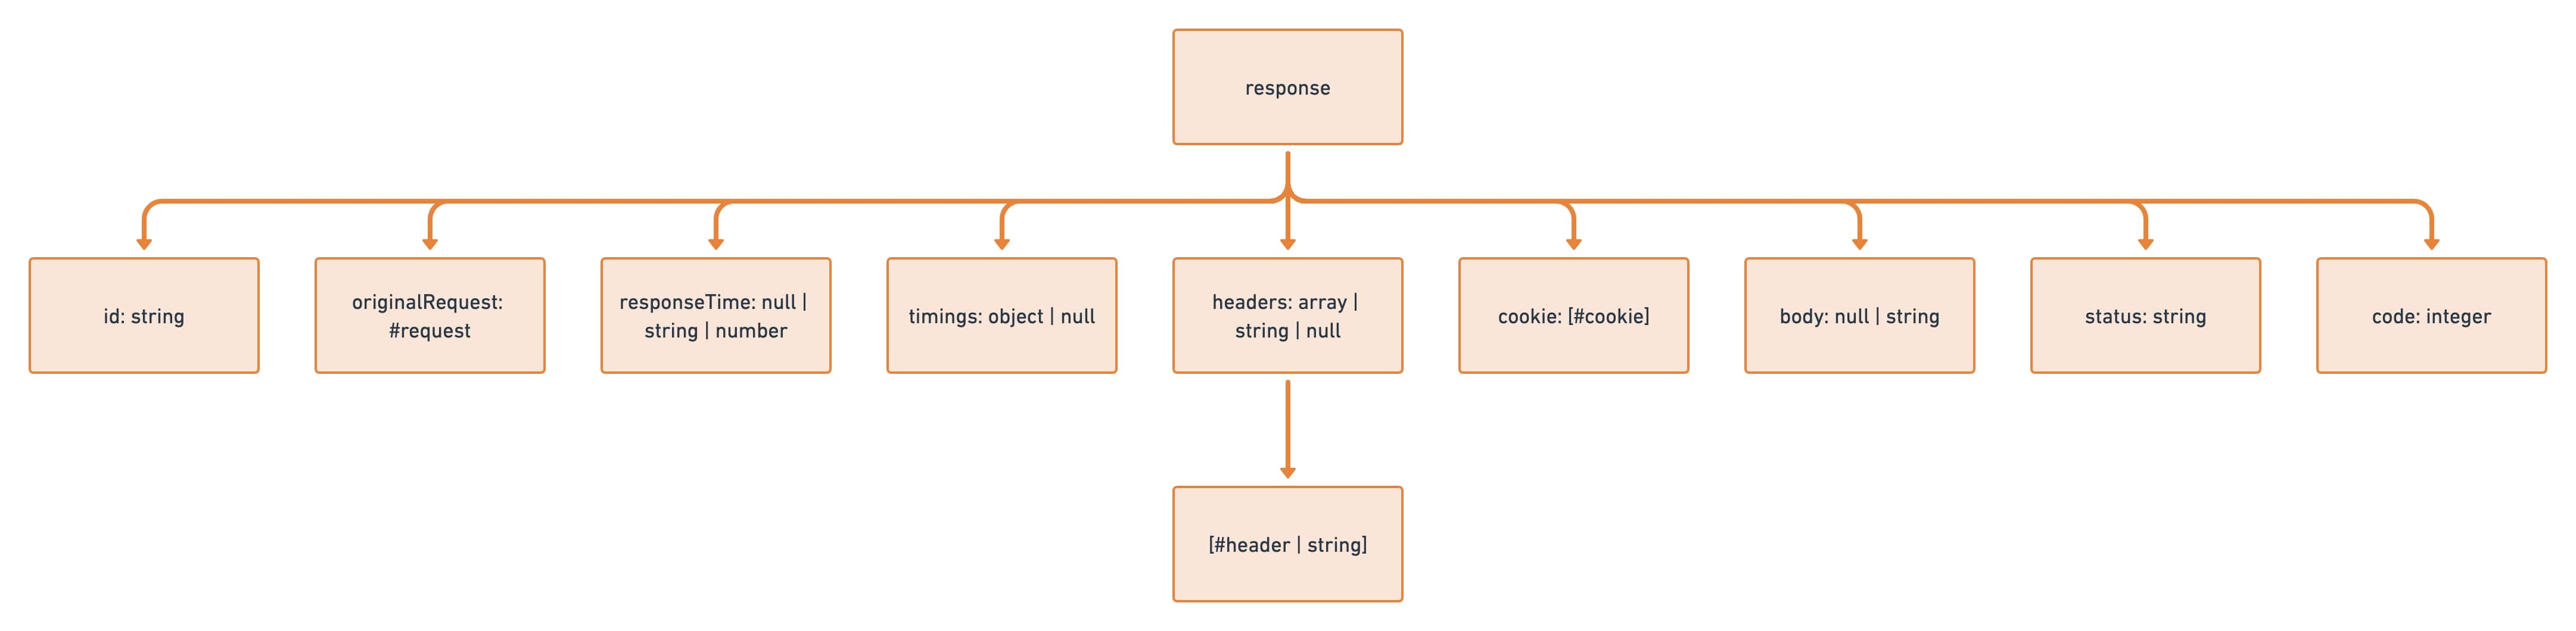 response
id: string
originalRequest:
#request
responseTime: null |
string | number
timings: object | null
headers: array |
string | null
cookie: [#cookie]
body: null | string
status: string
code: integer
[#header | string]